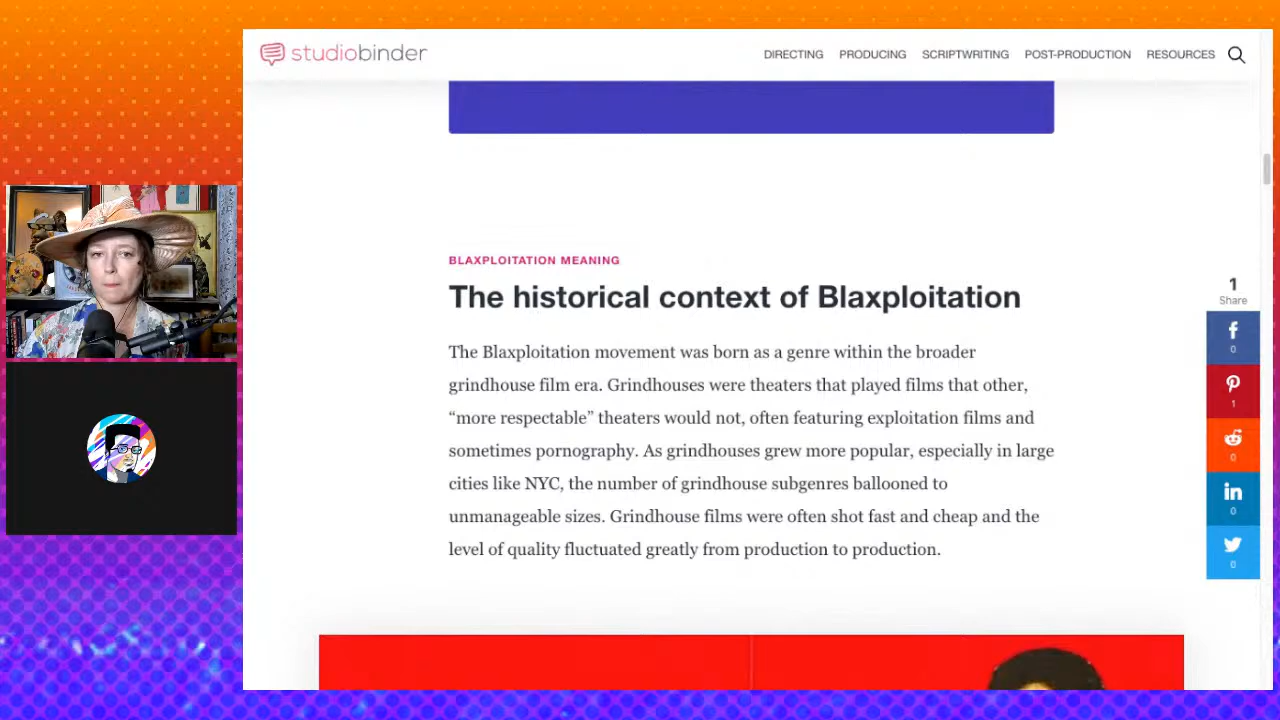 studiobinder
DIRECTING PRODUCING SCRIPTWRITING POST-PRODUCTION RESOURCES
BLAXPLOITATION MEANING
The historical context of Blaxploitation
The Blaxploitation movement was born as a genre within the broader
grindhouse film era. Grindhouses were theaters that played films that other,
“more respectable” theaters would not, often featuring exploitation films and
sometimes pornography. As grindhouses grew more popular, especially in large
cities like NYC, the number of grindhouse subgenres ballooned to
unmanageable sizes. Grindhouse films were often shot fast and cheap and the
level of quality fluctuated greatly from production to production.
1
Share
0
1
0
in
0
0